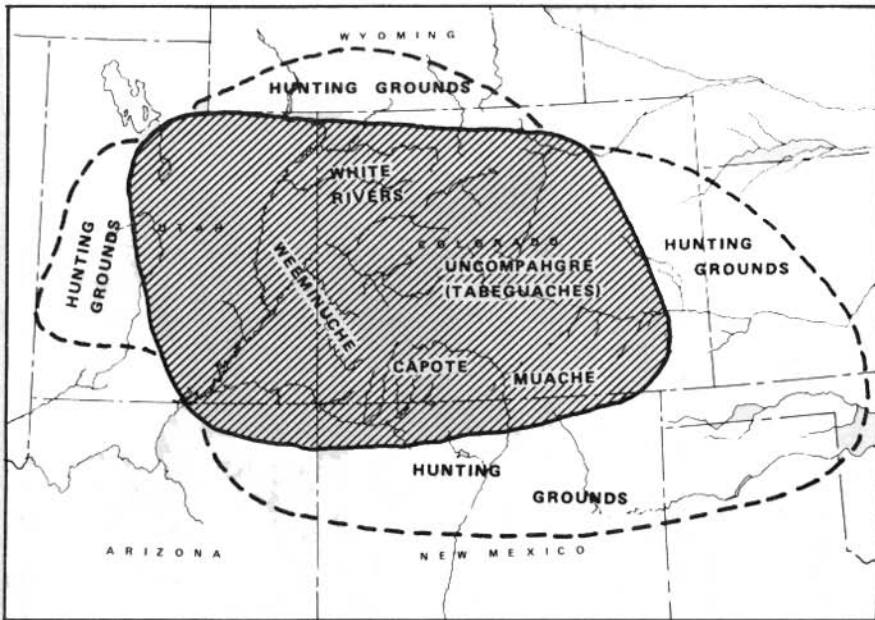 WYOMING
HUNTING GROUNDS
WHITE
RIVERS
UTAH
COLORADO
HUNTING
GROUNDS
HUNTING
GROUNDS
UNCOMPAHGRE
(TABEGUACHES)
WEEMINUCHE
CAPOTE
MUACHE
HUNTING
GROUNDS
ARIZONA
NEW MEXICO